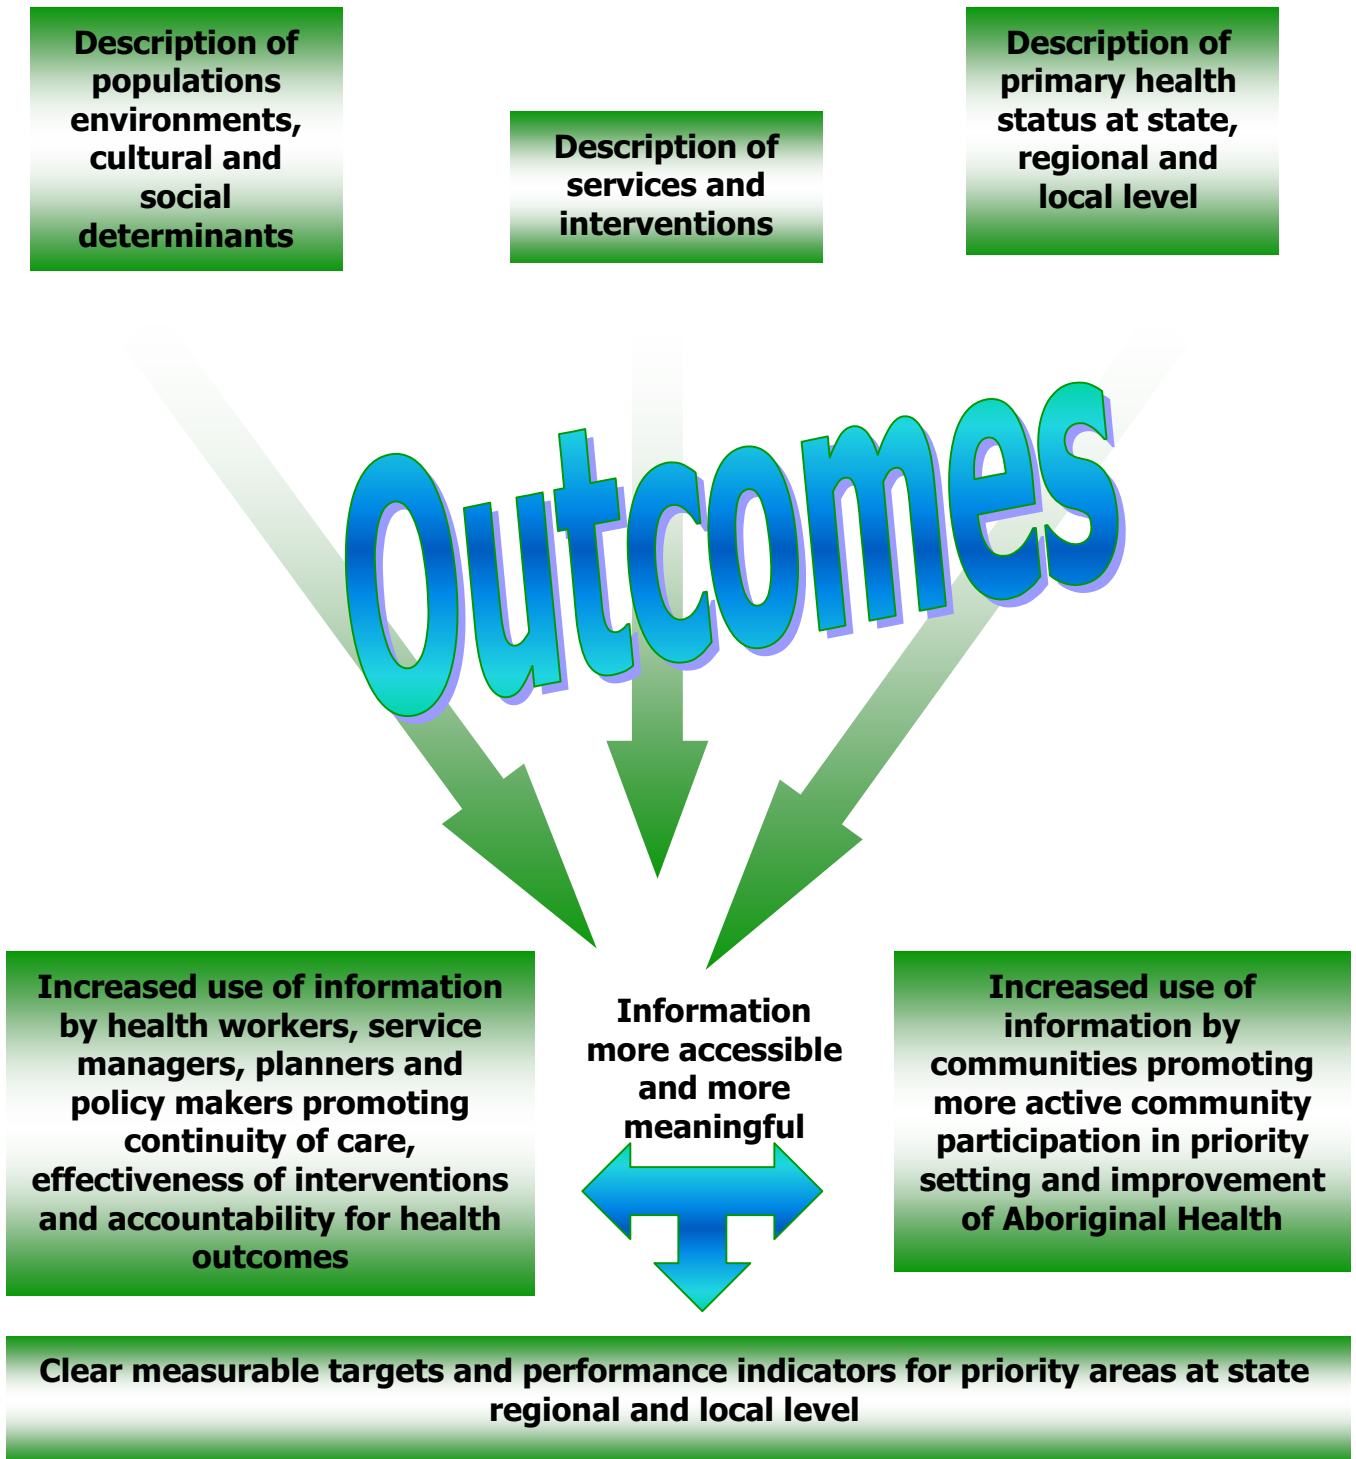 Description of
populations
environments,
cultural and
social
determinants
Description of
services and
interventions
Description of
primary health
status at state,
regional and
local level
Outcomes
Increased use of information
by health workers, service
managers, planners and
policy makers promoting
continuity of care,
effectiveness of interventions
and accountability for health
outcomes
Information
more accessible
and more
meaningful
Increased use of
information by
communities promoting
more active community
participation in priority
setting and improvement
of Aboriginal Health
Clear measurable targets and performance indicators for priority areas at state
regional and local level